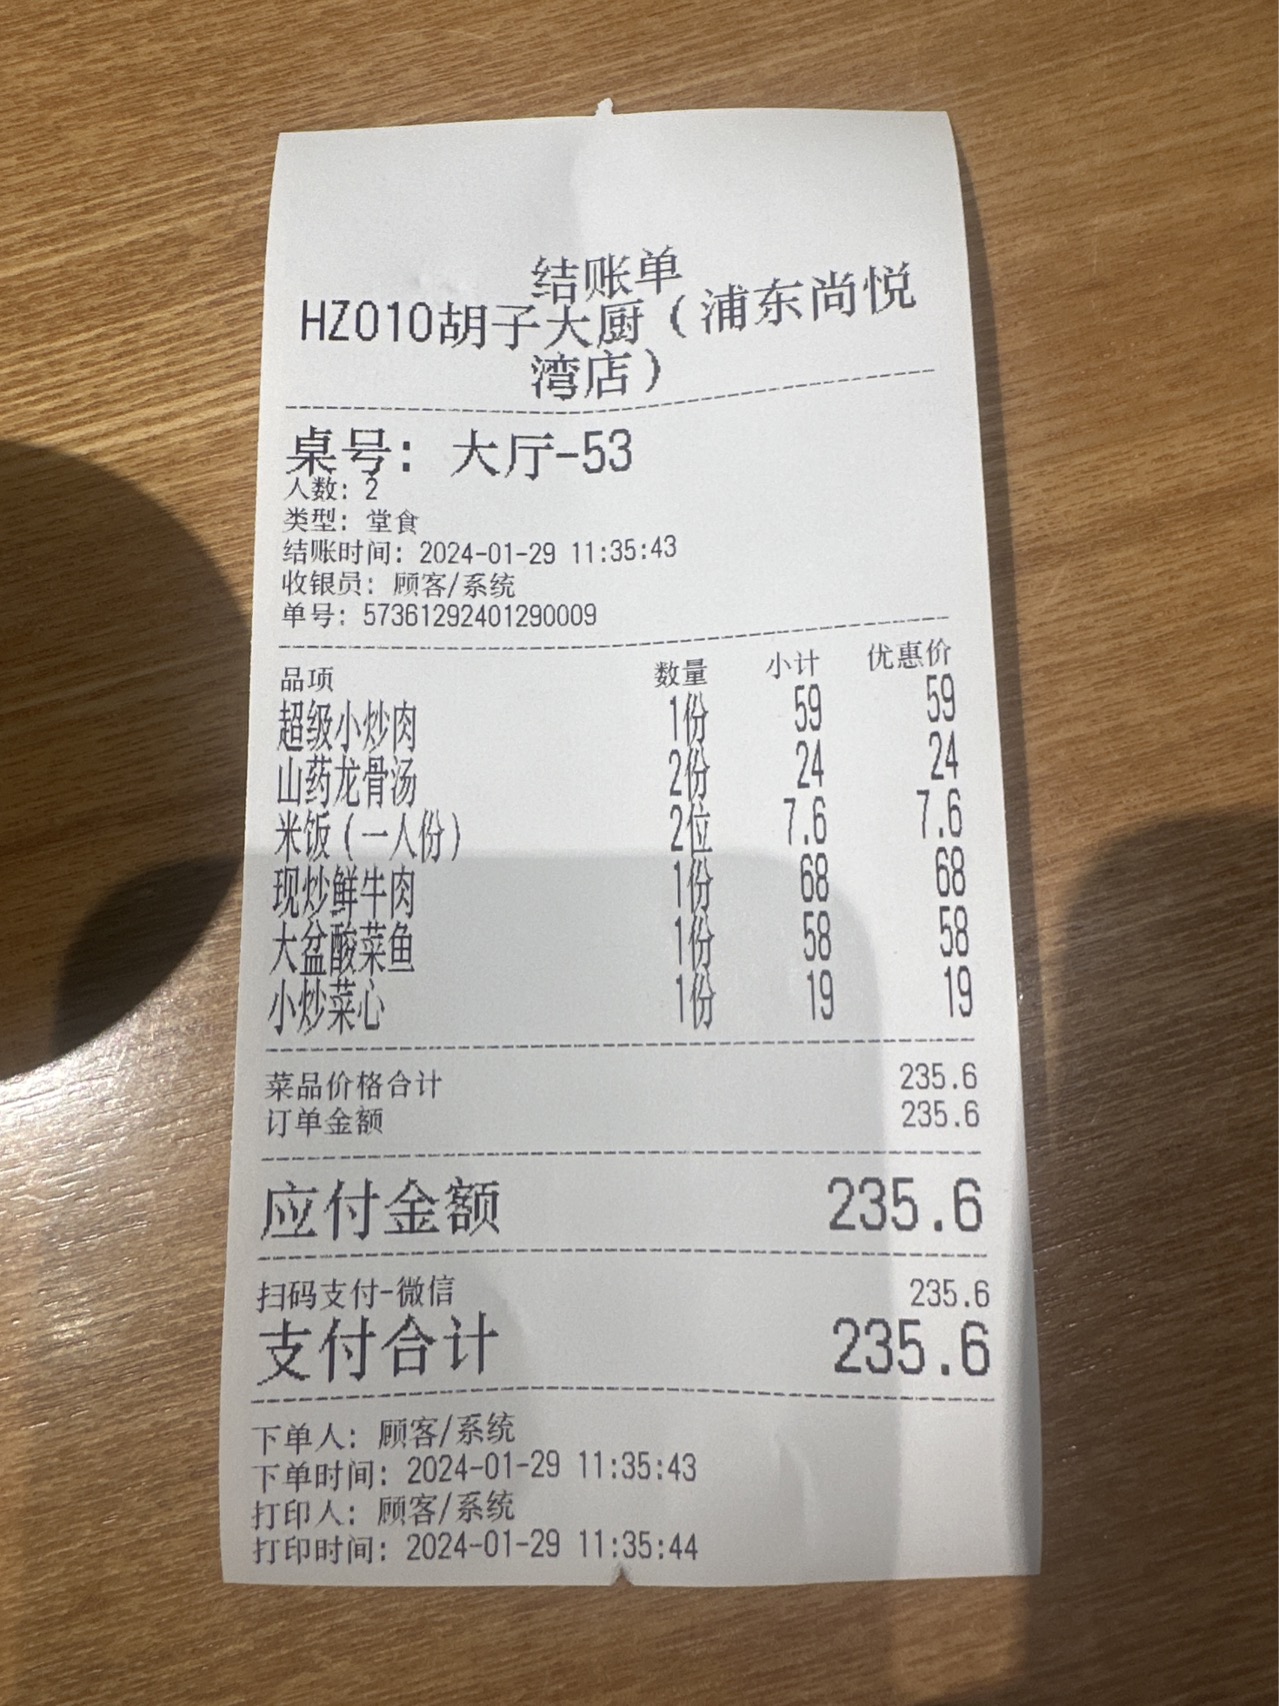 结账单
HZ010胡子大厨（浦东尚悦
湾店）
桌号：大厅-53
人数：2
类型：堂食
结账时间：2024-01-29 11:35:43
收银员：顾客/系统
单号：57361292401290009
品项 数量 小计 优惠价
超级小炒肉 1份 59 59
山药龙骨汤 2份 24 24
米饭（一人份） 2位 7.6 7.6
现炒鲜牛肉 1份 68 68
大盆酸菜鱼 1份 58 58
小炒菜心 1份 19 19
菜品价格合计 235.6
订单金额 235.6
应付金额 235.6
扫码支付-微信 235.6
支付合计 235.6
下单人：顾客/系统
下单时间：2024-01-29 11:35:43
打印人：顾客/系统
打印时间：2024-01-29 11:35:44